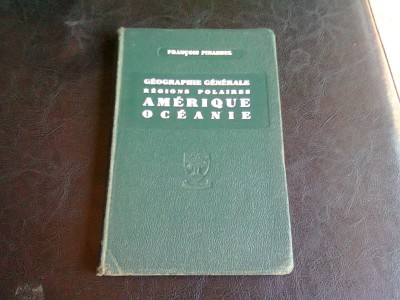 FRANÇOIS PINARDEL
GÉOGRAPHIE GÉNÉRALE
RÉGIONS POLAIRES
AMÉRIQUE
OCÉANIE